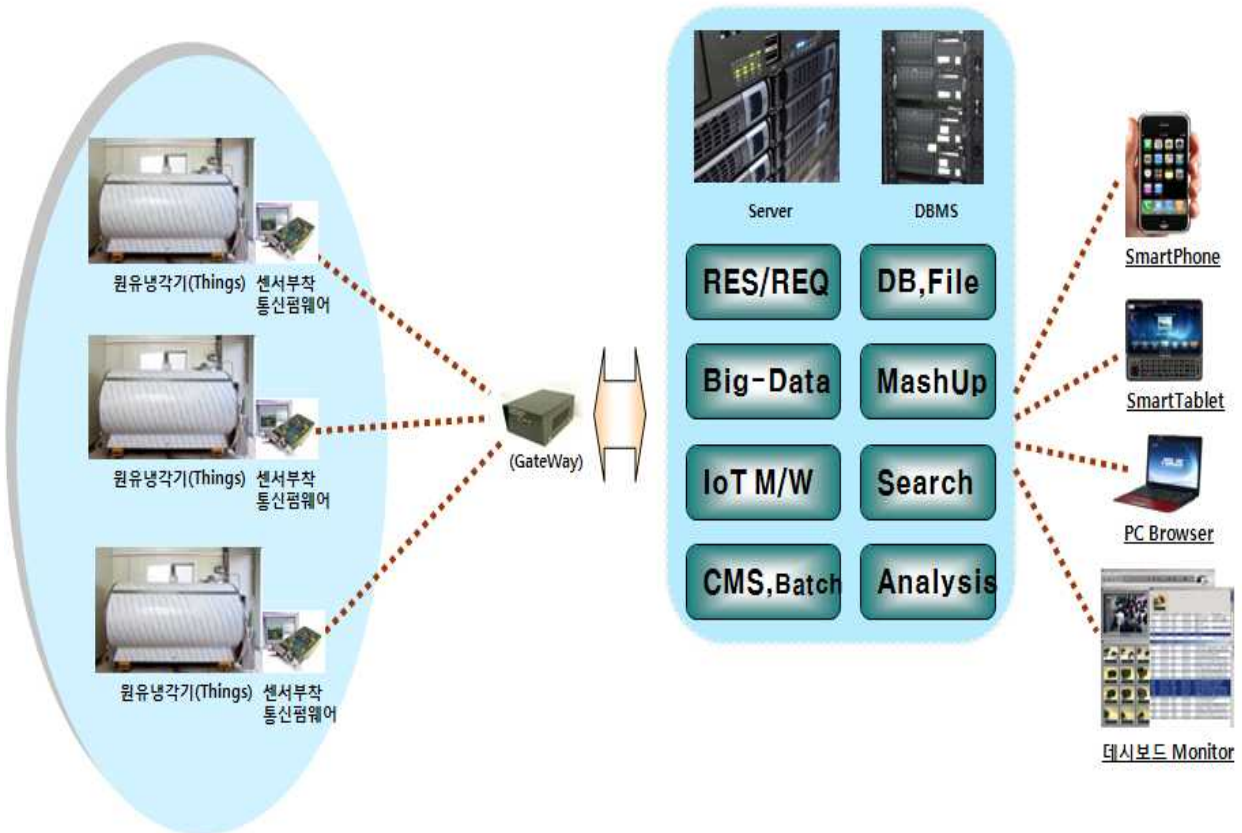 원유냉각기(Things) 센서부착
통신펌웨어
원유냉각기(Things) 센서부착
통신펌웨어
원유냉각기(Things) 센서부착
통신펌웨어
(GateWay)
Server DBMS
RES/REQ DB,File
Big-Data MashUp
IoT M/W Search
CMS,Batch Analysis
SmartPhone
SmartTablet
PC Browser
데시보드 Monitor